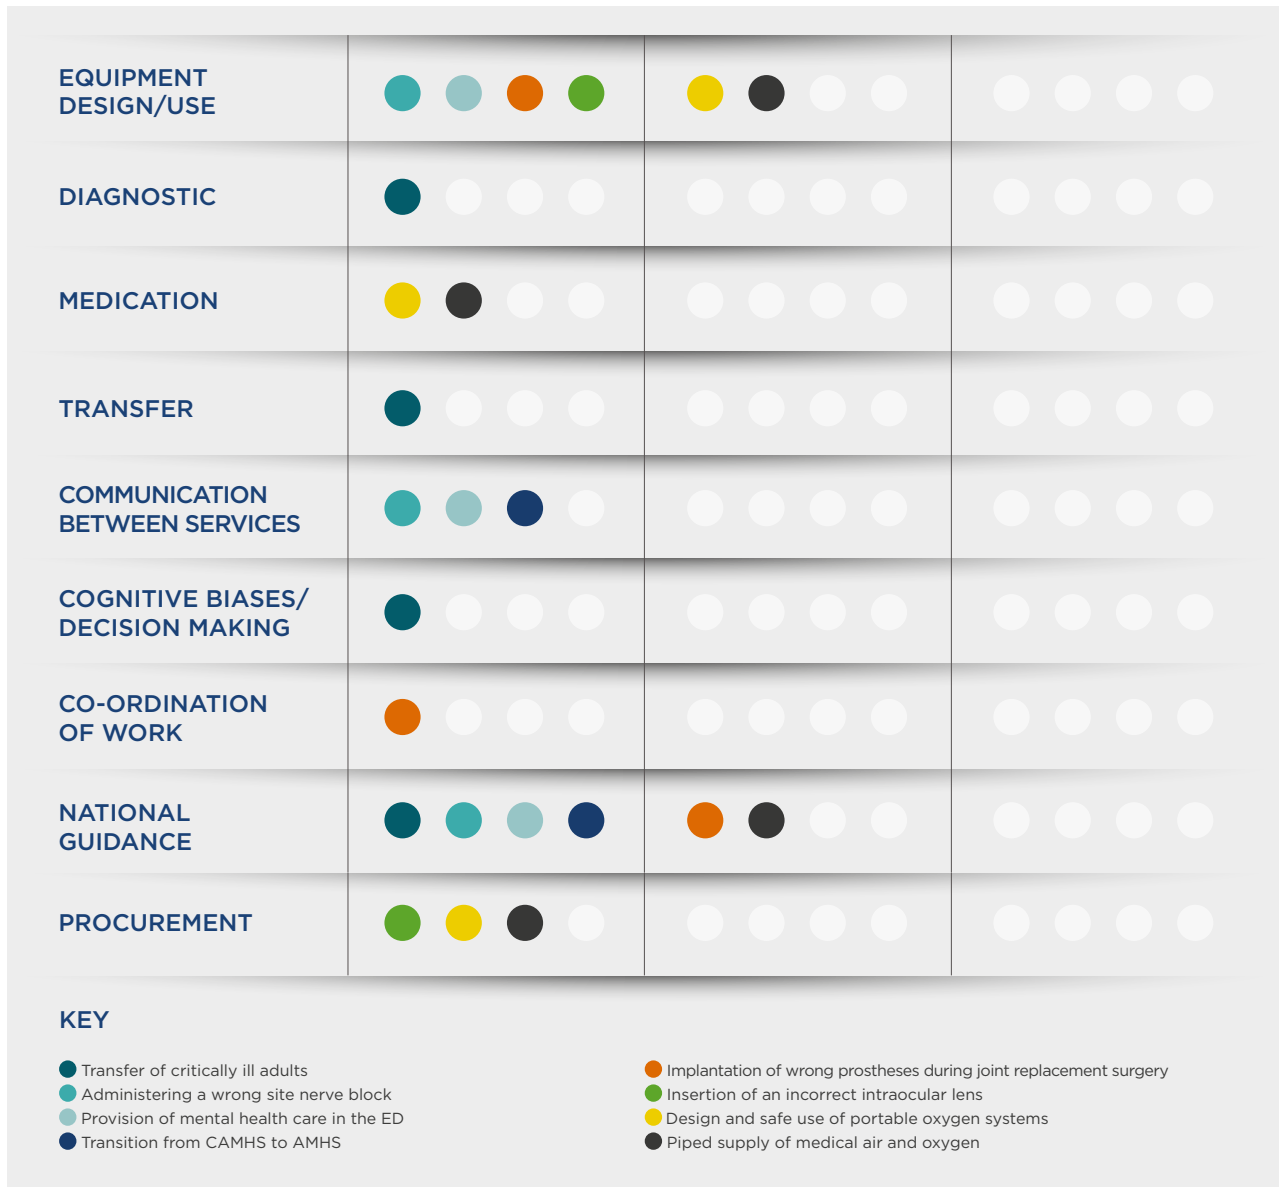 EQUIPMENT
DESIGN/USE
DIAGNOSTIC
MEDICATION
TRANSFER
COMMUNICATION
BETWEEN SERVICES
COGNITIVE BIASES/
DECISION MAKING
CO-ORDINATION
OF WORK
NATIONAL
GUIDANCE
PROCUREMENT
KEY
Transfer of critically ill adults
Administering a wrong site nerve block
Provision of mental health care in the ED
Transition from CAMHS to AMHS
Implantation of wrong prostheses during joint replacement surgery
Insertion of an incorrect intraocular lens
Design and safe use of portable oxygen systems
Piped supply of medical air and oxygen